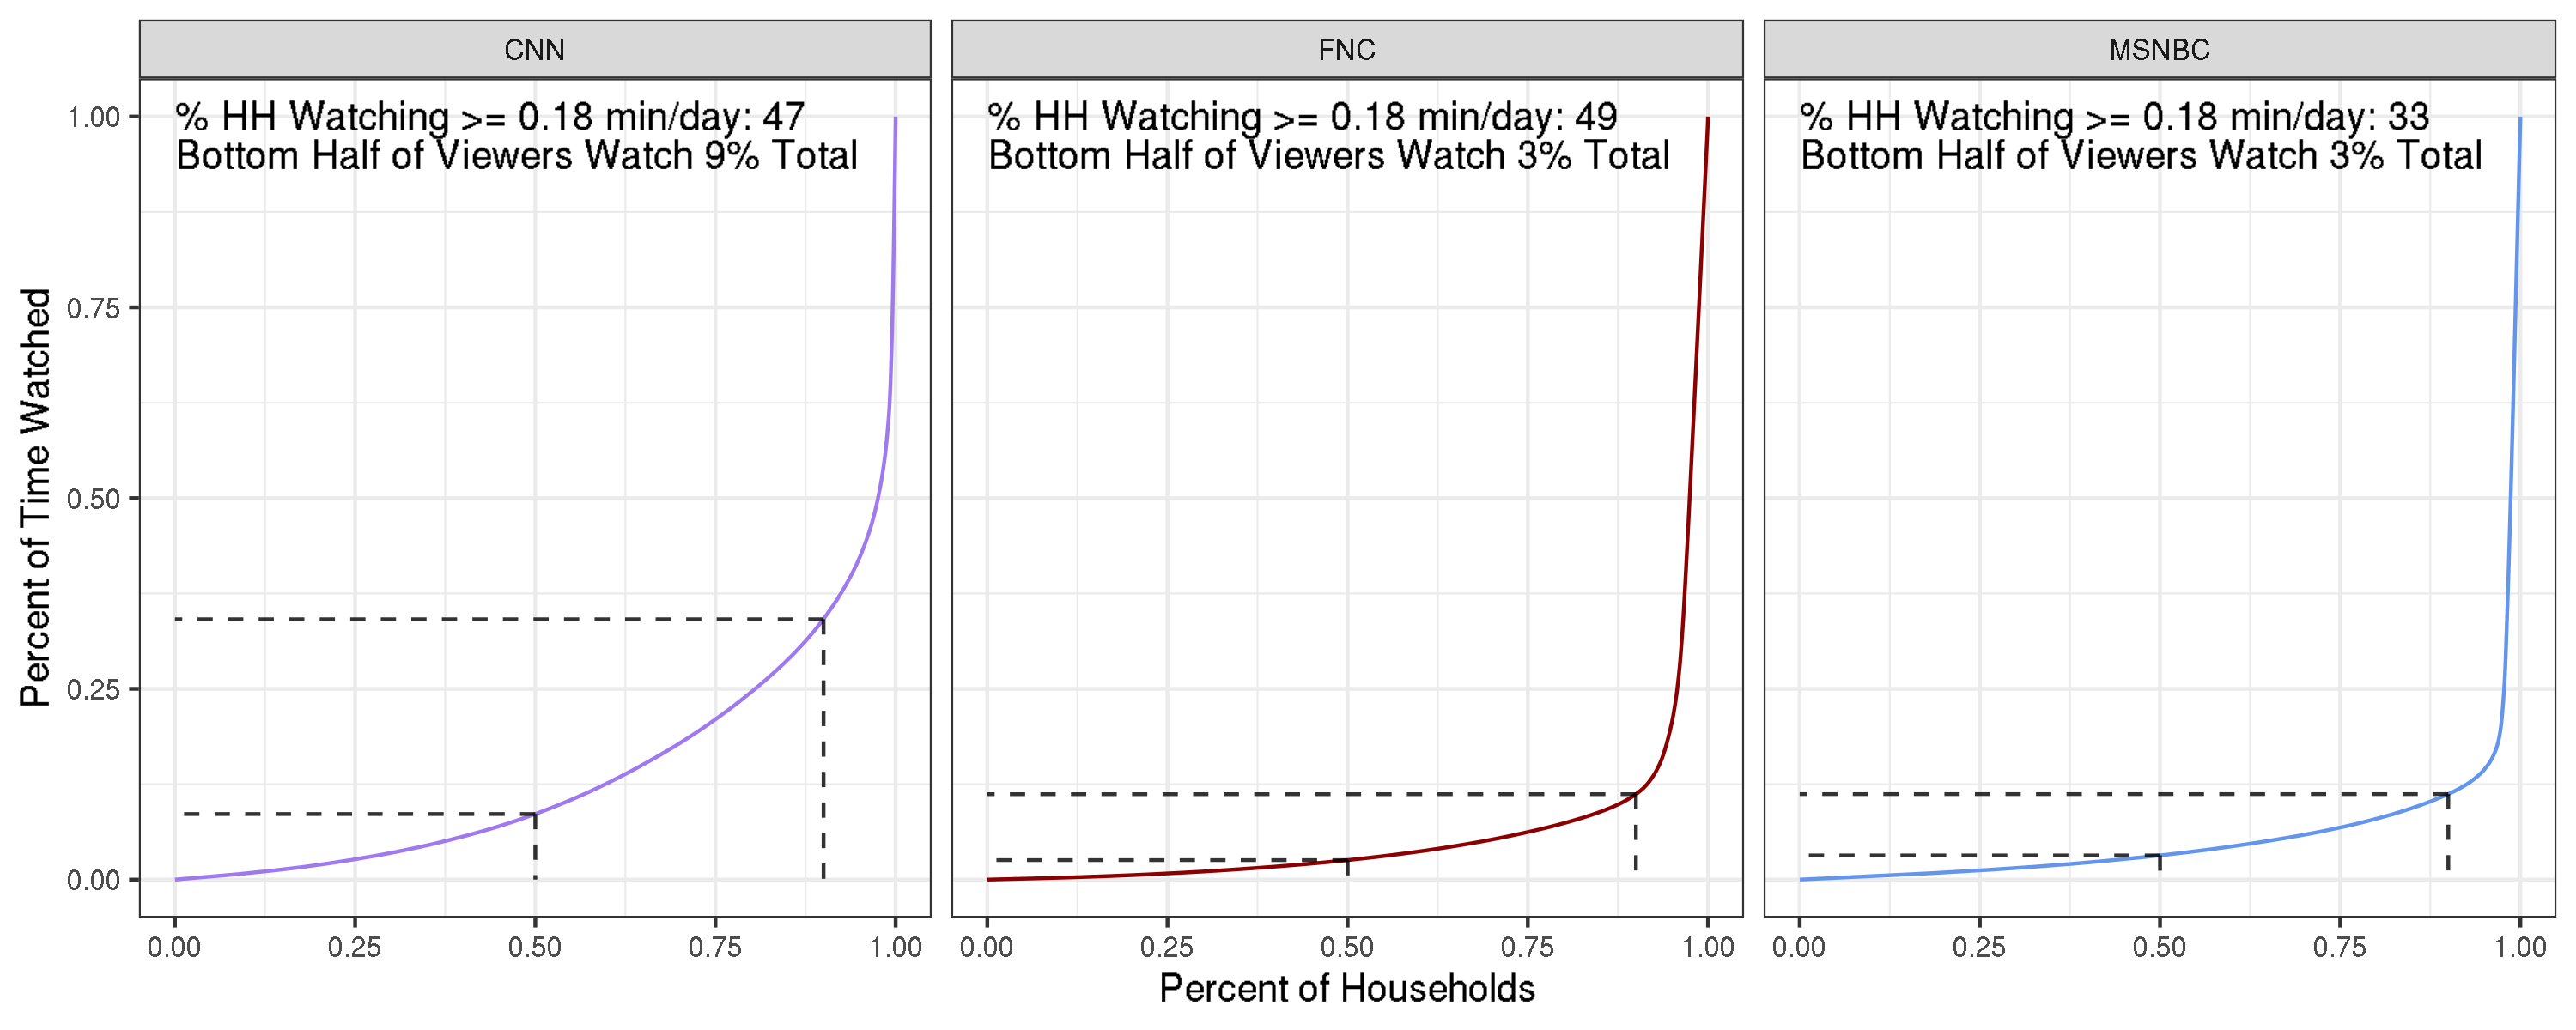 CNN
FNC
MSNBC
% HH Watching >= 0.18 min/day: 47
Bottom Half of Viewers Watch 9% Total
% HH Watching >= 0.18 min/day: 49
Bottom Half of Viewers Watch 3% Total
% HH Watching >= 0.18 min/day: 33
Bottom Half of Viewers Watch 3% Total
Percent of Time Watched
1.00
0.75
0.50
0.25
0.00
0.00 0.25 0.50 0.75 1.00
0.00 0.25 0.50 0.75 1.00
0.00 0.25 0.50 0.75 1.00
Percent of Households